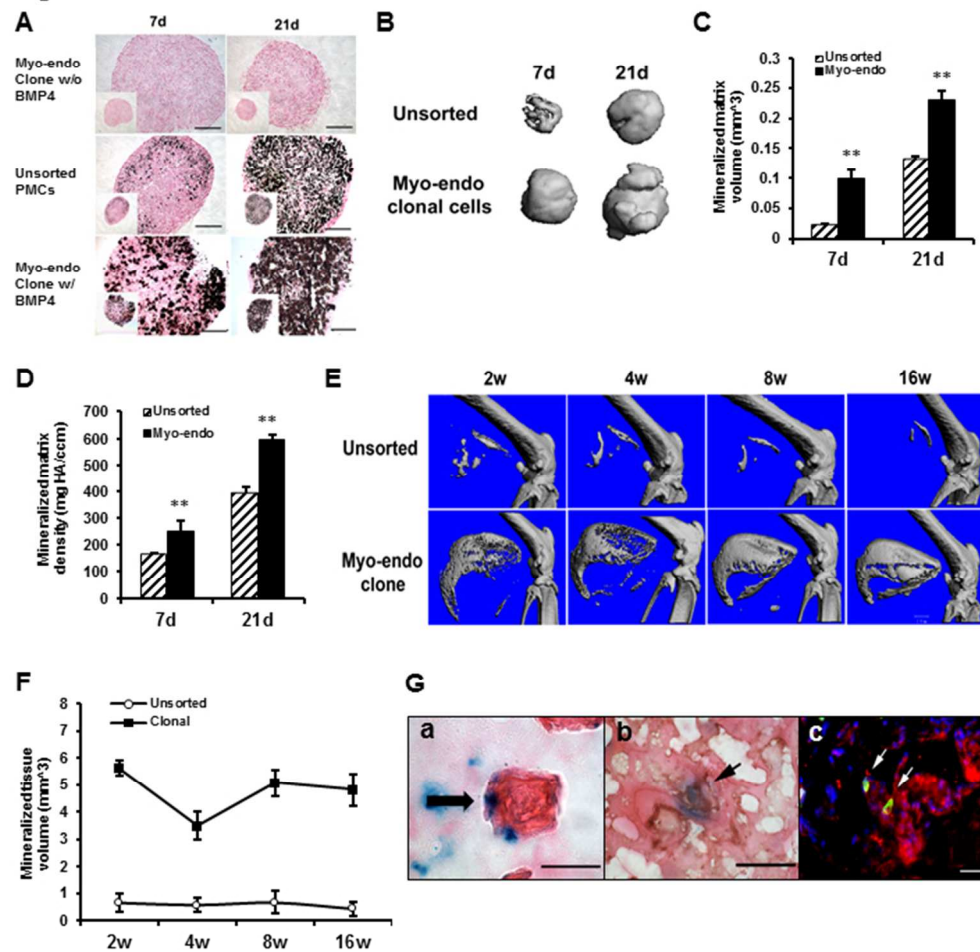 A
7d
21d
Myo-endo
Clone w/o
BMP4
Unsorted
PMCs
Myo-endo
Clone w/
BMP4
B
7d
21d
Unsorted
Myo-endo
clonal cells
C
Unsorted
Myo-endo
Mineralized matrix
volume (mm^3)
0.3
0.25
0.2
0.15
0.1
0.05
0
**
**
7d
21d
D
Unsorted
Myo-endo
Mineralized matrix
density (mg HA/ccm)
700
600
500
400
300
200
100
0
**
**
7d
21d
E
2w
4w
8w
16w
Unsorted
Myo-endo
clone
F
Unsorted
Clonal
Mineralized tissue
volume (mm^3)
8
7
6
5
4
3
2
1
0
2w
4w
8w
16w
G
a
b
c